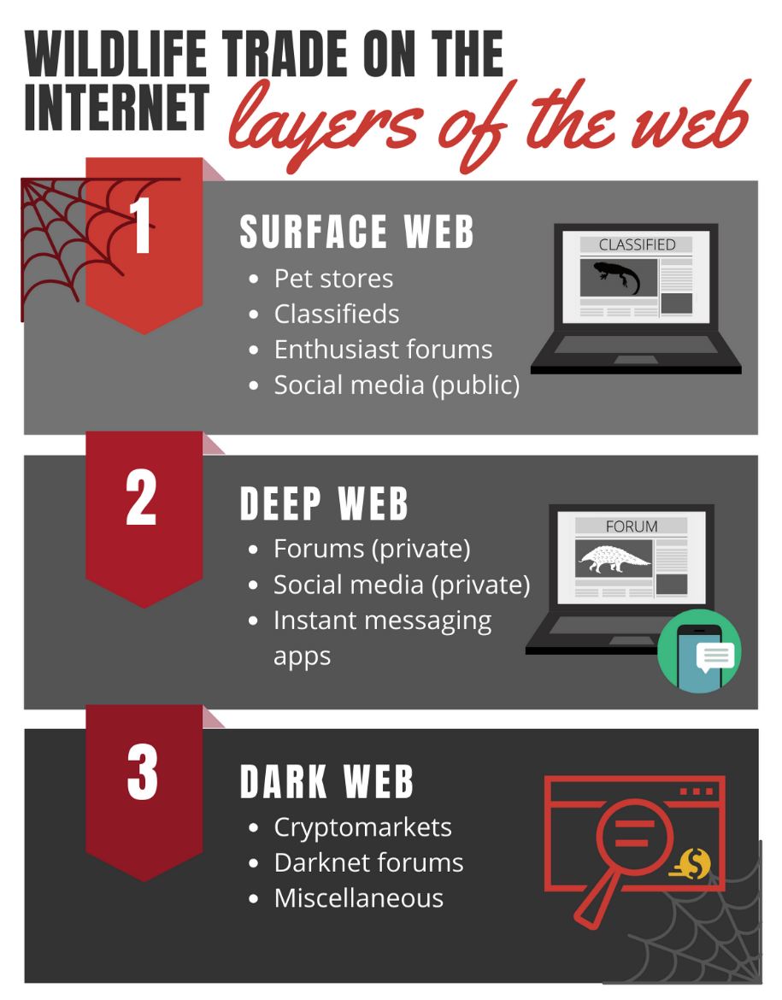 WILDLIFE TRADE ON THE
INTERNET layers of the web
1
SURFACE WEB
• Pet stores
• Classifieds
• Enthusiast forums
• Social media (public)
CLASSIFIED
2
DEEP WEB
• Forums (private)
• Social media (private)
• Instant messaging
apps
FORUM
3
DARK WEB
• Cryptomarkets
• Darknet forums
• Miscellaneous
$